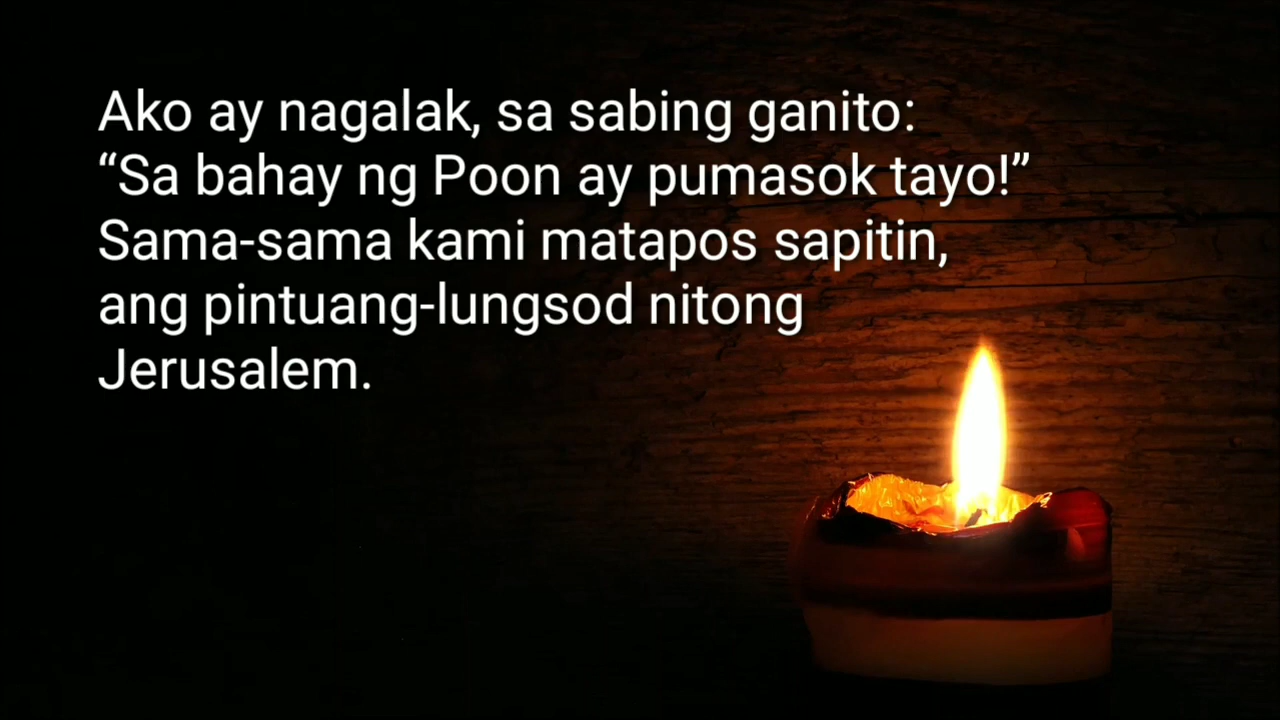 Ako ay nagalak, sa sabing ganito:
“Sa bahay ng Poon ay pumasok tayo!”
Sama-sama kami matapos sapitin,
ang pintuang-lungsod nitong
Jerusalem.